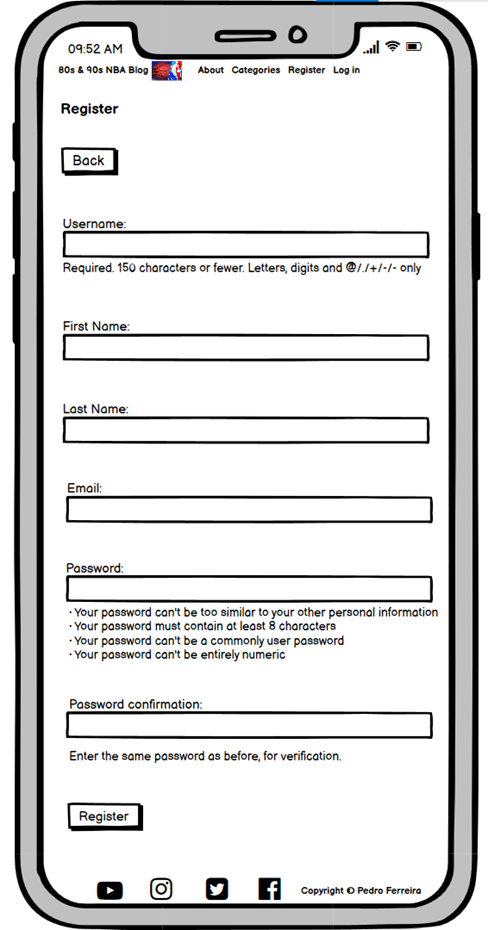 09:52 AM
80s & 90s NBA Blog About Categories Register Log in
Register
Back
Username:
Required. 150 characters or fewer. Letters, digits and @/./+/-/- only
First Name:
Last Name:
Email:
Password:
· Your password can't be too similar to your other personal information
· Your password must contain at least 8 characters
· Your password can't be a commonly user password
· Your password can't be entirely numeric
Password confirmation:
Enter the same password as before, for verification.
Register
Copyright © Pedro Ferreira